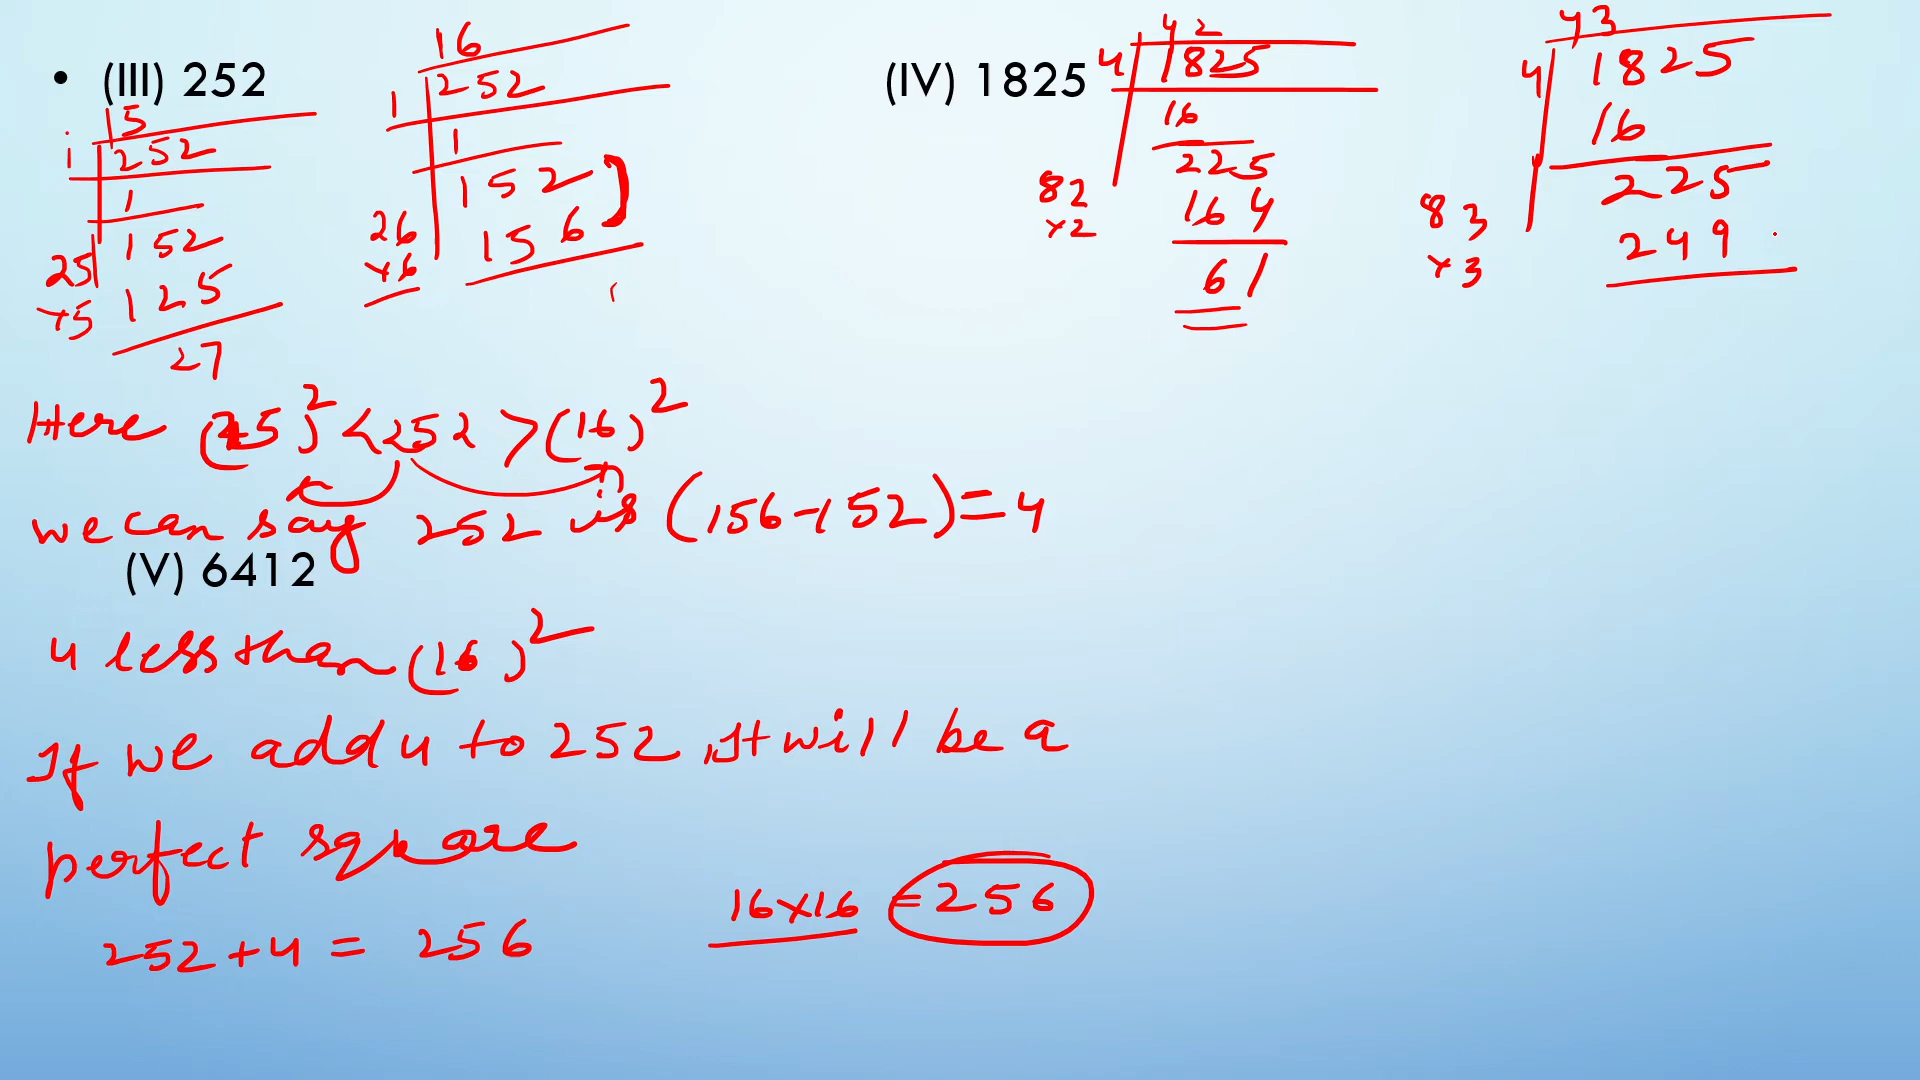 • (III) 252
15
1 252
1
152
25
×5 125
27
16
1 252
1
152
26 156
×6
(IV) 1825
42
4 1825
16
225
82 164
×2
61
43
4 1825
16
225
83 249
×3
Here (15)² < 252 > (16)²
we can say 252 is (156-152) = 4
(V) 6412
4 less than (16)²
If we add 4 to 252, It will be a
perfect square
252+4 = 256
16×16 = 256